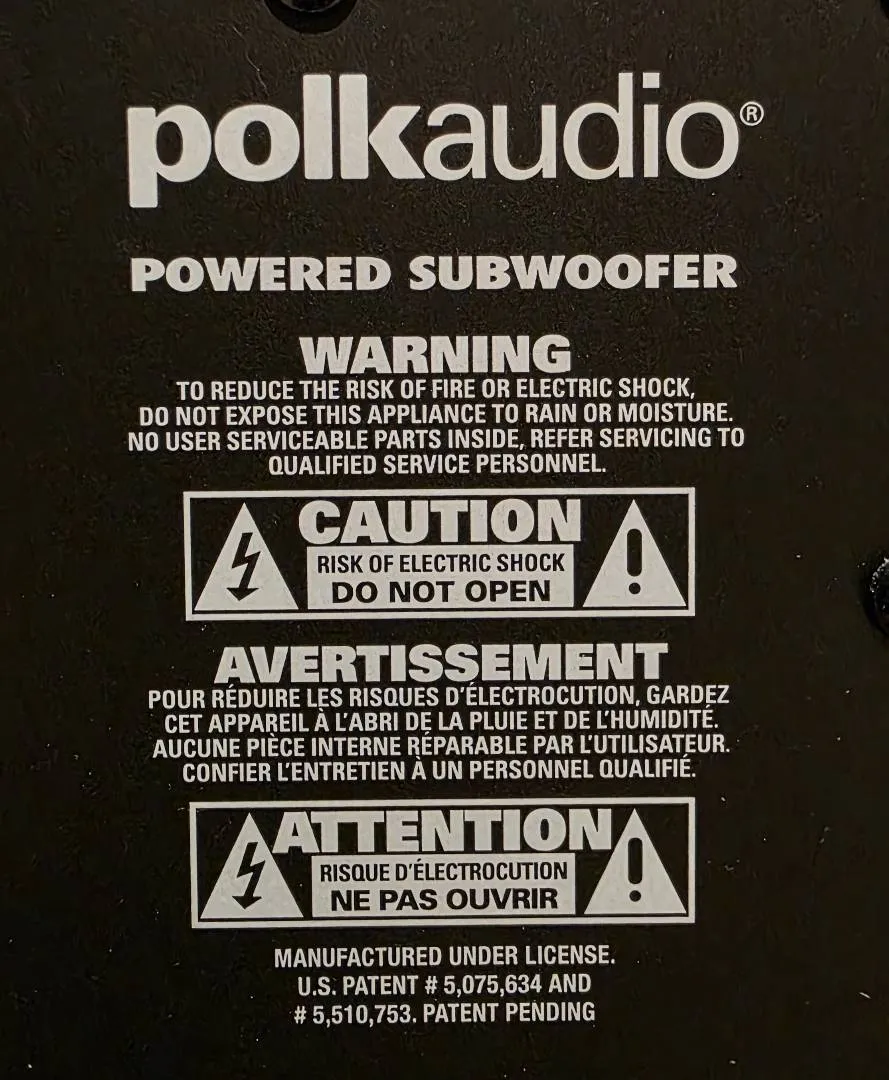 polkaudio®
POWERED SUBWOOFER
WARNING
TO REDUCE THE RISK OF FIRE OR ELECTRIC SHOCK,
DO NOT EXPOSE THIS APPLIANCE TO RAIN OR MOISTURE.
NO USER SERVICEABLE PARTS INSIDE, REFER SERVICING TO
QUALIFIED SERVICE PERSONNEL.
CAUTION
RISK OF ELECTRIC SHOCK
DO NOT OPEN
AVERTISSEMENT
POUR RÉDUIRE LES RISQUES D'ÉLECTROCUTION, GARDEZ
CET APPAREIL À L'ABRI DE LA PLUIE ET DE L'HUMIDITÉ.
AUCUNE PIÈCE INTERNE RÉPARABLE PAR L'UTILISATEUR.
CONFIER L'ENTRETIEN À UN PERSONNEL QUALIFIÉ.
ATTENTION
RISQUE D'ÉLECTROCUTION
NE PAS OUVRIR
MANUFACTURED UNDER LICENSE.
U.S. PATENT # 5,075,634 AND
# 5,510,753. PATENT PENDING